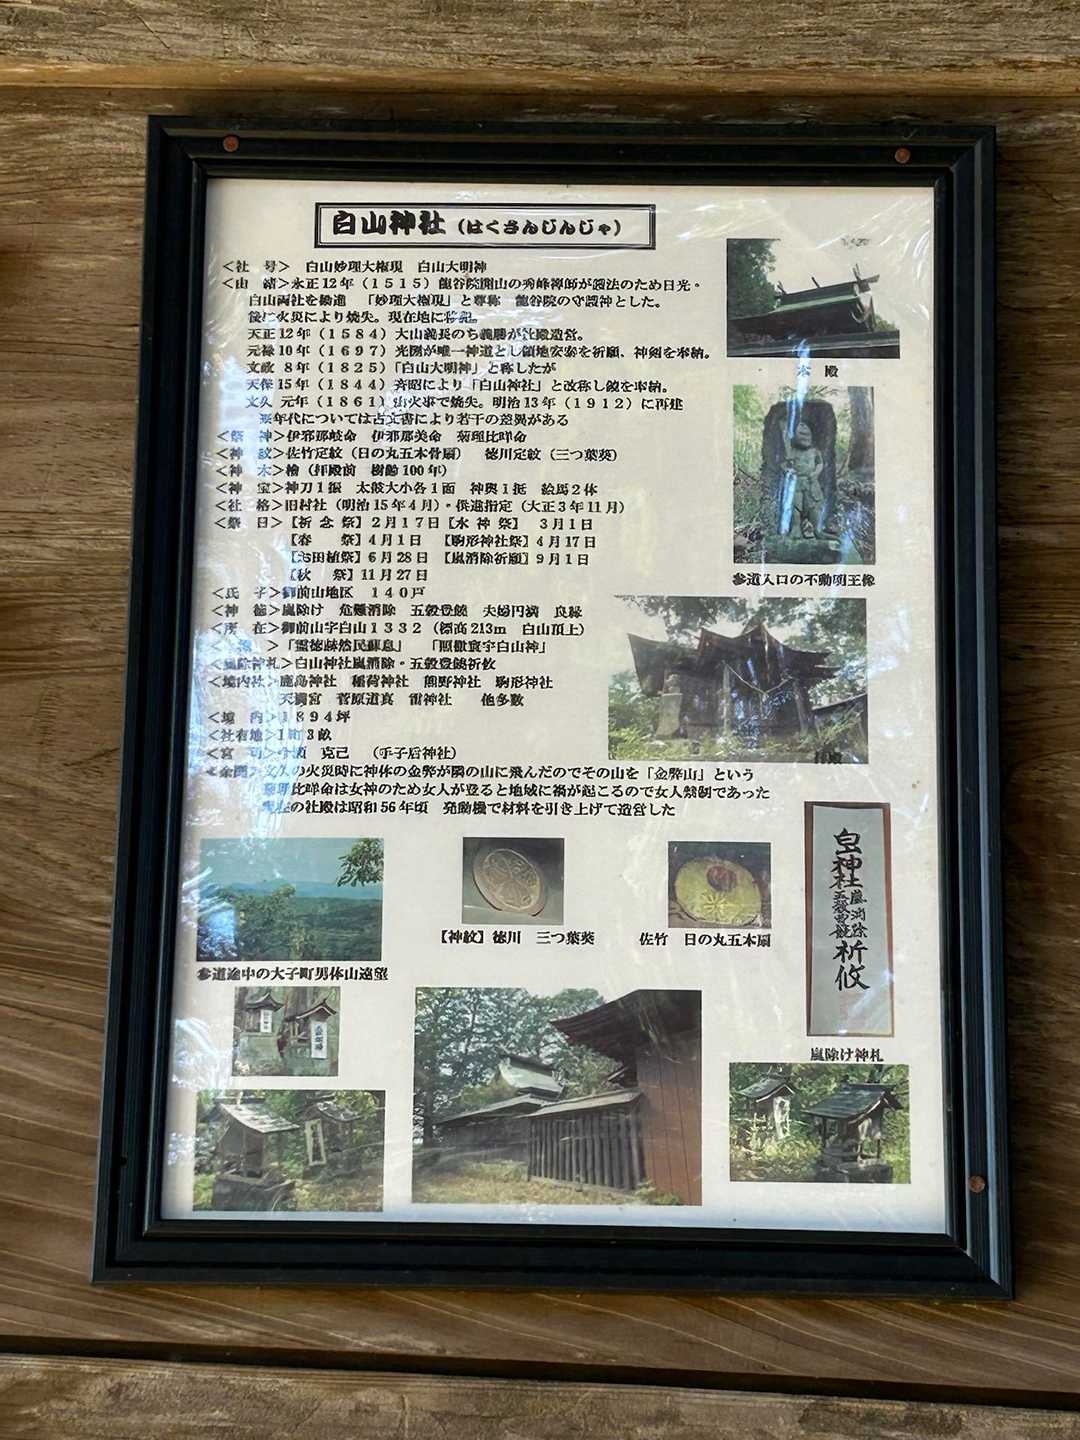 白山神社(はくさんじんじゃ)
<社 号> 白山妙理大権現 白山大明神
<由 緒>永正12年(1515)龍谷院開山の秀峰禅師が護法のため日光・
白山両社を勧進 「妙理大権現」と尊称 龍谷院の守護神とした。
後に火災により焼失。現在地に移祀。
天正12年(1584)大山義長のち義勝が社殿造営。
元禄10年(1697)光圀が唯一神道とし領地安泰を祈願、神剣を奉納。
文政 8年(1825)「白山大明神」と称したが
天保15年(1844)斉昭により「白山神社」と改称し鏡を奉納。
文久 元年(1861)山火事で焼失。明治13年(1912)に再建
※年代については古文書により若干の差異がある
<祭 神>伊邪那岐命 伊邪那美命 菊理比咩命
<神 紋>佐竹定紋(日の丸五本骨扇) 徳川定紋(三つ葉葵)
<神 木>檜(拝殿前 樹齢100年)
<神 宝>神刀1振 太鼓大小各1面 神輿1挺 絵馬2体
<社 格>旧村社(明治15年4月)・供進指定(大正3年11月)
<祭 日>【祈 念 祭】2月17日【水 神 祭】 3月1日
【春 祭】4月1日 【駒形神社祭】4月17日
【お田植祭】6月28日 【嵐消除祈願】9月1日
【秋 祭】11月27日
<氏 子>御前山地区 140戸
<神 徳>嵐除け 危難消除 五穀豊饒 夫婦円満 良縁
<所 在>御前山字白山1332(標高213m 白山頂上)
「霊徳赫然民蘇息」 「照徹寰宇白山神」
<嵐除神札>白山神社嵐消除・五穀豊饒祈攸
<境内社>鹿島神社 稲荷神社 熊野神社 駒形神社
天満宮 菅原道真 雷神社 他多数
<境 内>1894坪
<社有地>1町3畝
<宮 司> 克己 (手子后神社)
<余聞>文久の火災時に神体の金弊が隣の山に飛んだのでその山を「金弊山」という
菊理比咩命は女神のため女人が登ると地域に禍が起こるので女人禁制であった
現在の社殿は昭和56年頃 発動機で材料を引き上げて造営した
本 殿
参道入口の不動明王像
拝殿
参道途中の大子町男体山遠望
【神紋】徳川 三つ葉葵
佐竹 日の丸五本扇
白山神社 嵐消除 五穀豊饒 祈攸
嵐除け神札